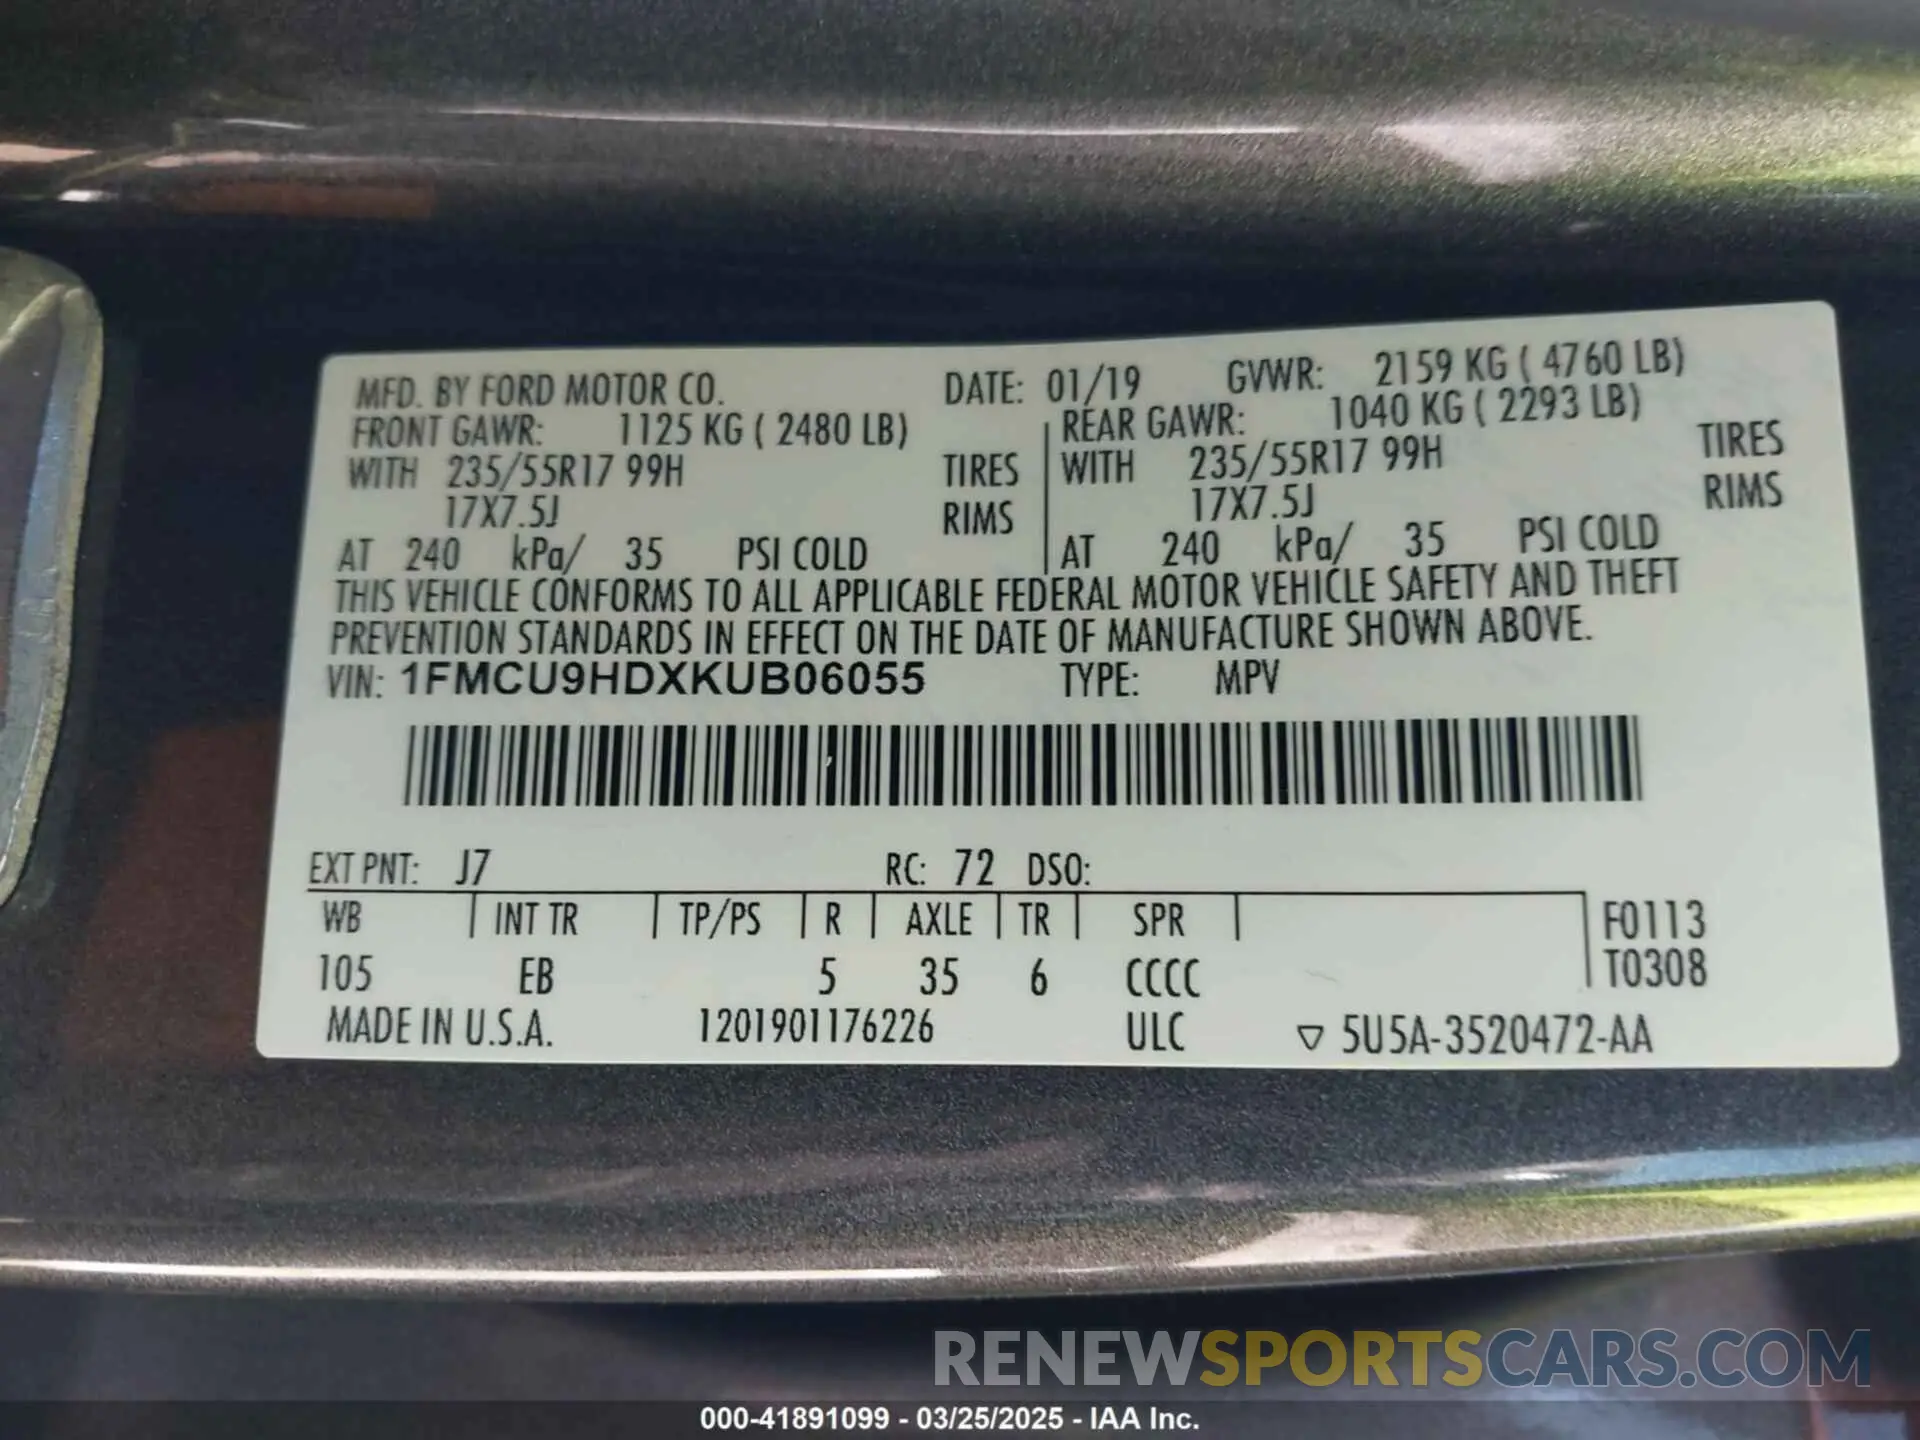 MFD. BY FORD MOTOR CO. DATE: 01/19 GVWR: 2159 KG ( 4760 LB)
FRONT GAWR: 1125 KG ( 2480 LB) REAR GAWR: 1040 KG ( 2293 LB)
WITH 235/55R17 99H TIRES WITH 235/55R17 99H TIRES
17X7.5J RIMS 17X7.5J RIMS
AT 240 kPa/ 35 PSI COLD AT 240 kPa/ 35 PSI COLD
THIS VEHICLE CONFORMS TO ALL APPLICABLE FEDERAL MOTOR VEHICLE SAFETY AND THEFT
PREVENTION STANDARDS IN EFFECT ON THE DATE OF MANUFACTURE SHOWN ABOVE.
VIN: 1FMCU9HDXKUB06055 TYPE: MPV
EXT PNT: J7 RC: 72 DSO:
WB INT TR TP/PS R AXLE TR SPR F0113
105 EB 5 35 6 CCCC T0308
MADE IN U.S.A. 1201901176226 ULC ▽ 5U5A-3520472-AA
RENEWSPORTSCARS.COM
000-41891099 - 03/25/2025 - IAA Inc.